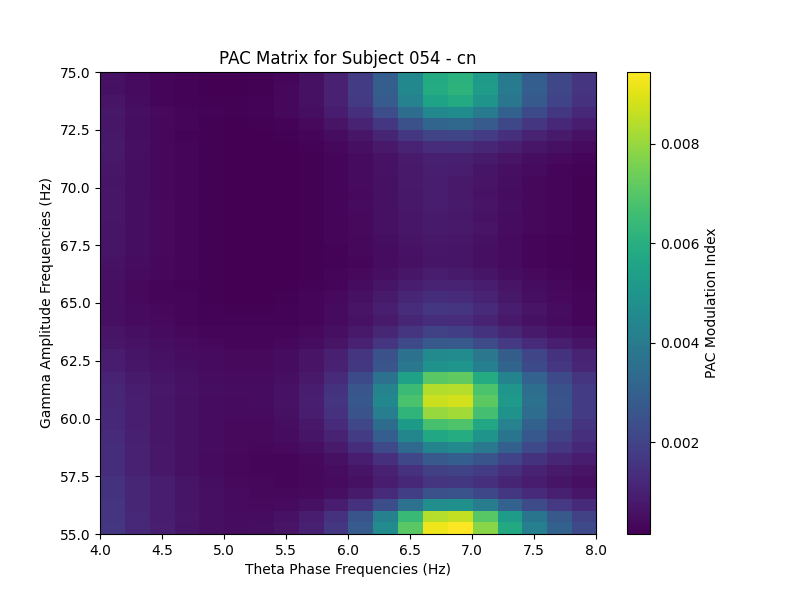 PAC Matrix for Subject 054 - cn
75.0
72.5
70.0
67.5
65.0
62.5
60.0
57.5
55.0
Gamma Amplitude Frequencies (Hz)
4.0 4.5 5.0 5.5 6.0 6.5 7.0 7.5 8.0
Theta Phase Frequencies (Hz)
0.008
0.006
0.004
0.002
PAC Modulation Index